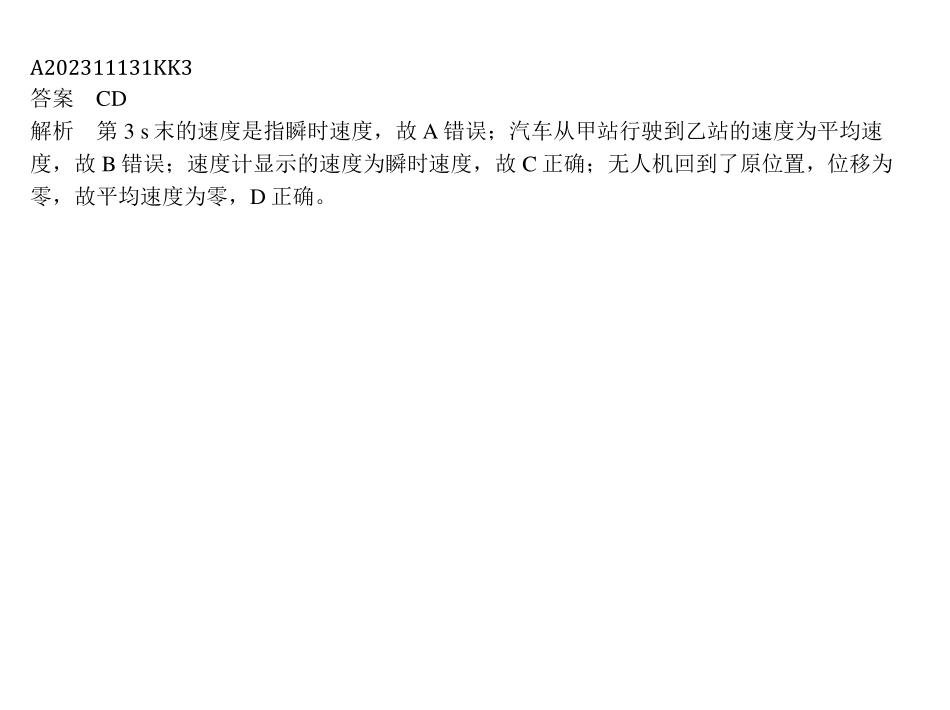 A202311131KK3
答案　CD
解析　第 3 s 末的速度是指瞬时速度，故 A 错误；汽车从甲站行驶到乙站的速度为平均速
度，故 B 错误；速度计显示的速度为瞬时速度，故 C 正确；无人机回到了原位置，位移为
零，故平均速度为零，D 正确。